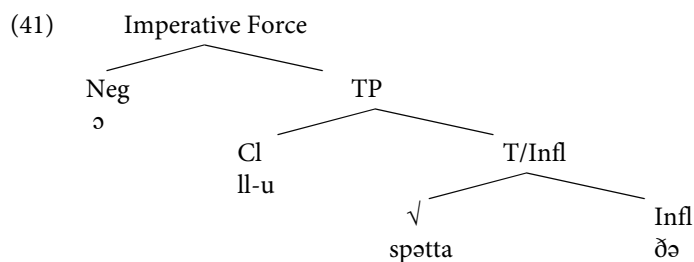 (41) Imperative Force
Neg TP
ɔ
Cl T/Infl
ll-u
√ Infl
spətta ðə